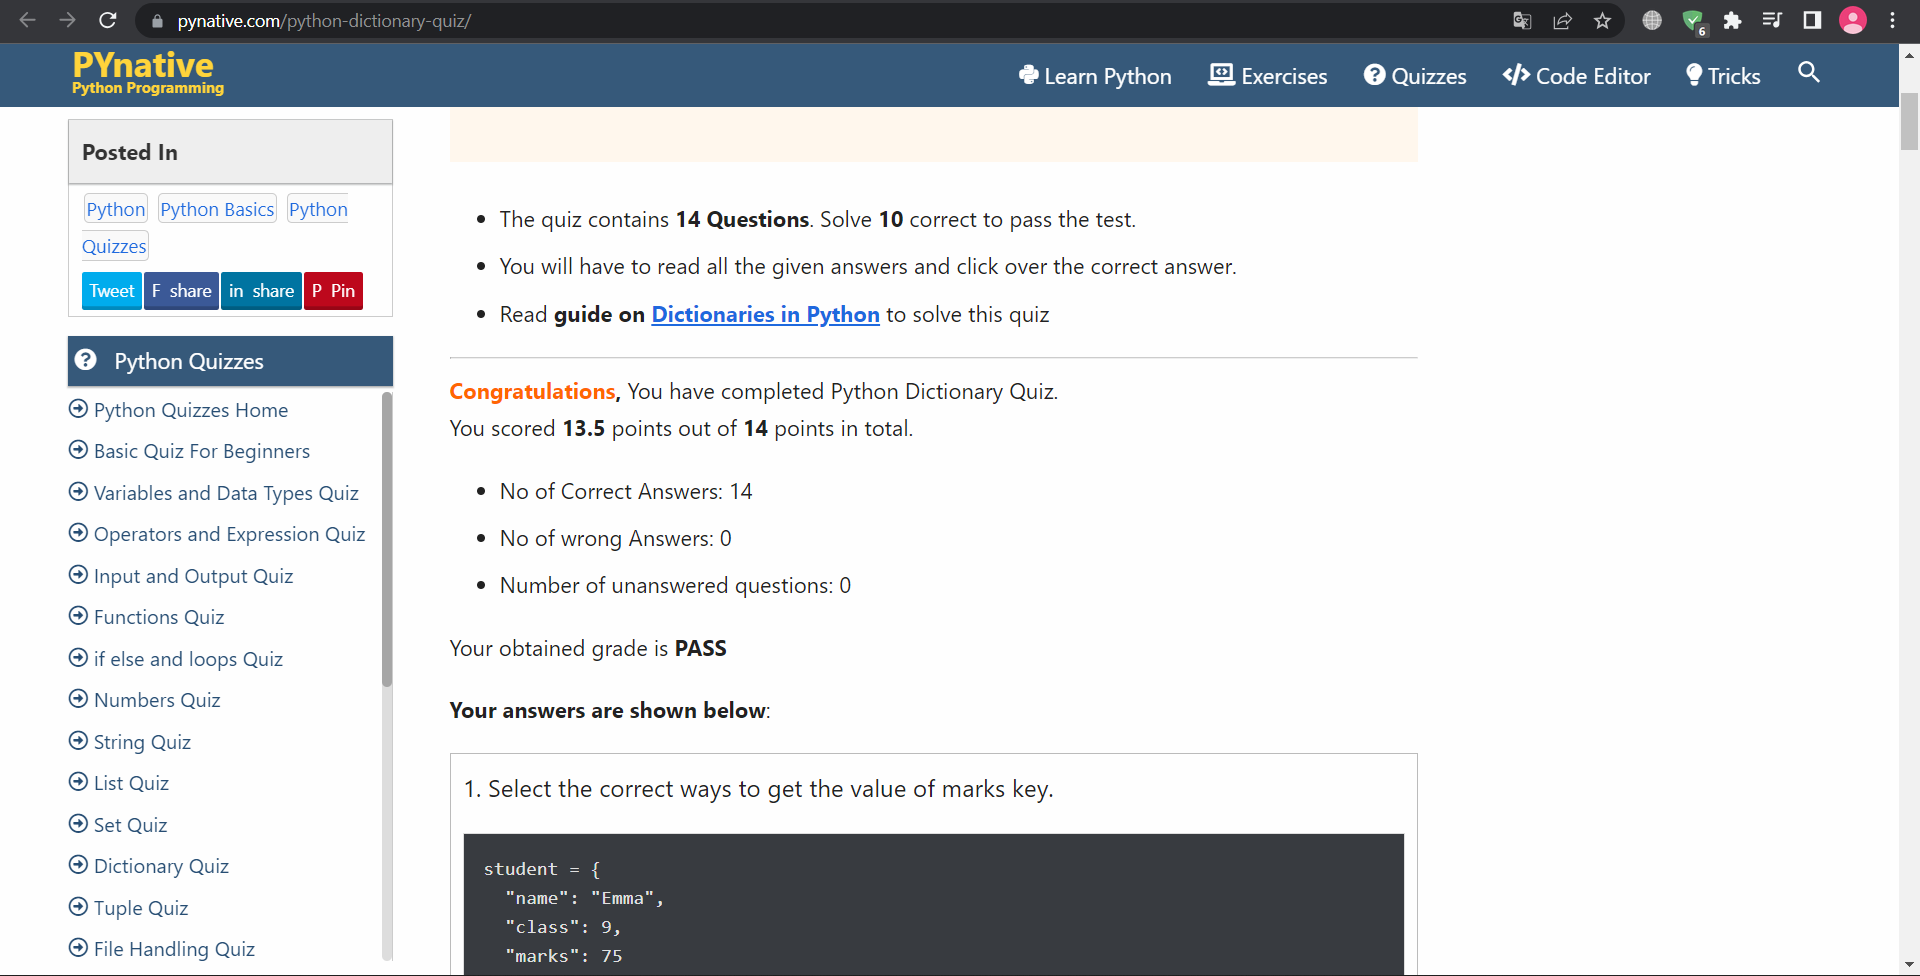 pynative.com/python-dictionary-quiz/
6
PYnative
Python Programming
Learn Python
Exercises
Quizzes
Code Editor
Tricks
Posted In
Python Python Basics Python
Quizzes
Tweet F share in share P Pin
Python Quizzes
Python Quizzes Home
Basic Quiz For Beginners
Variables and Data Types Quiz
Operators and Expression Quiz
Input and Output Quiz
Functions Quiz
if else and loops Quiz
Numbers Quiz
String Quiz
List Quiz
Set Quiz
Dictionary Quiz
Tuple Quiz
File Handling Quiz
The quiz contains 14 Questions. Solve 10 correct to pass the test.
You will have to read all the given answers and click over the correct answer.
Read guide on Dictionaries in Python to solve this quiz
Congratulations, You have completed Python Dictionary Quiz.
You scored 13.5 points out of 14 points in total.
No of Correct Answers: 14
No of wrong Answers: 0
Number of unanswered questions: 0
Your obtained grade is PASS
Your answers are shown below:
1. Select the correct ways to get the value of marks key.
student = {
"name": "Emma",
"class": 9,
"marks": 75